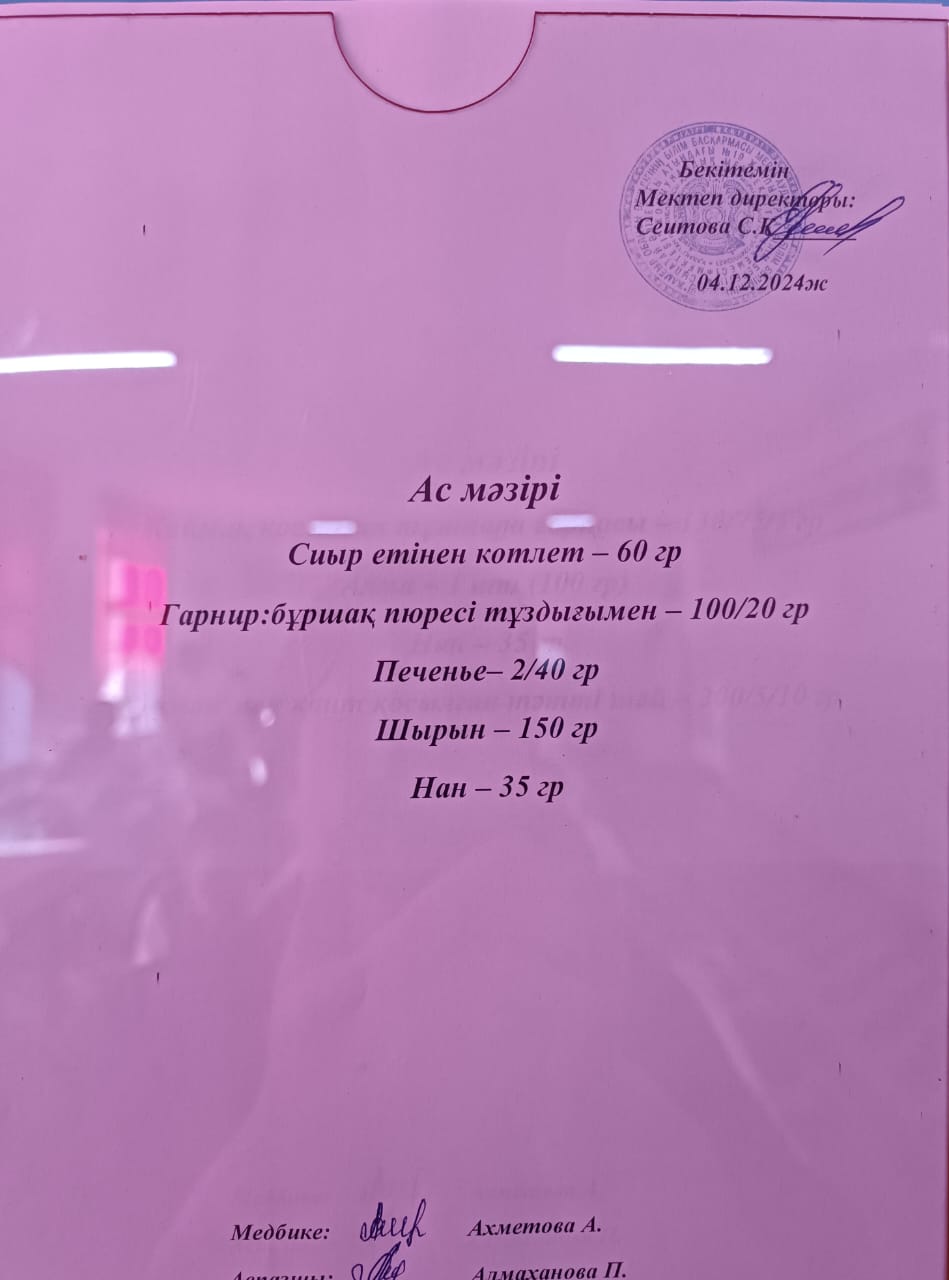 Бекітемін
Мектеп директоры:
Сеитова С.К
04.12.2024ж
Ас мәзірі
Сиыр етінен котлет – 60 гр
Гарнир:бұршақ пюресі тұздығымен – 100/20 гр
Печенье– 2/40 гр
Шырын – 150 гр
Нан – 35 гр
Медбике: Ахметова А.
Аспазшы: Алмаханова П.